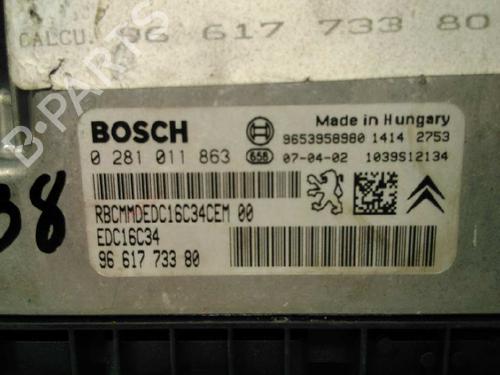 CALCU. 96 617 733 80
B-PARTS
BOSCH
Made in Hungary
9653958980 1414 2753
0 281 011 863
658 07-04-02 1039S12134
RBCMMDEDC16C34CEM 00
EDC16C34
96 617 733 80
38